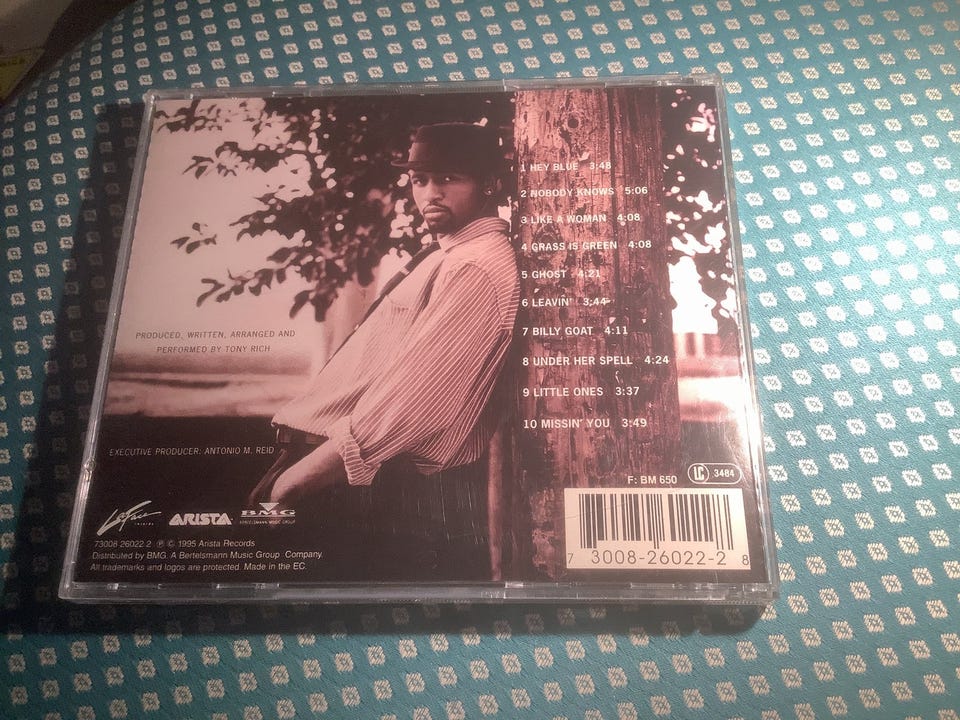 1 HEY BLUE 3:48
2 NOBODY KNOWS 5:06
3 LIKE A WOMAN 4:08
4 GRASS IS GREEN 4:08
5 GHOST 4:21
6 LEAVIN' 3:44
7 BILLY GOAT 4:11
8 UNDER HER SPELL 4:24
9 LITTLE ONES 3:37
10 MISSIN' YOU 3:49
PRODUCED, WRITTEN, ARRANGED AND
PERFORMED BY TONY RICH
EXECUTIVE PRODUCER: ANTONIO M. REID
F: BM 650
LC 3484
LaFace
ARISTA
BMG
BERTELSMANN MUSIC GROUP
73008 26022 2 ℗ © 1995 Arista Records
Distributed by BMG. A Bertelsmann Music Group Company.
All trademarks and logos are protected. Made in the EC.
7 3008-26022-2 8